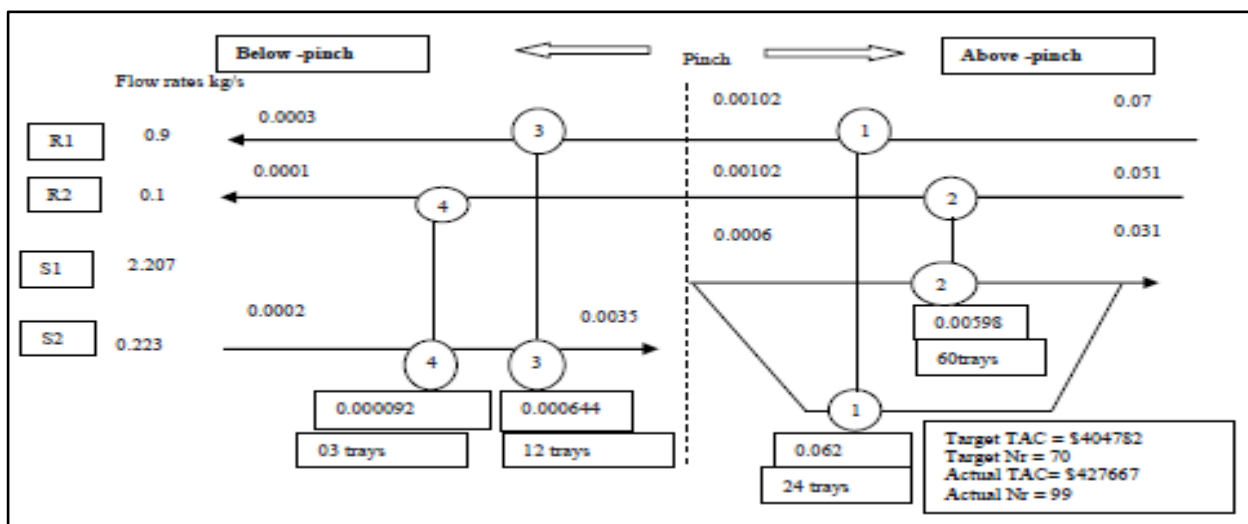 Below -pinch
Pinch
Above -pinch
Flow rates kg/s
0.00102
0.07
R1
0.9
0.0003
3
1
R2
0.1
0.0001
4
0.00102
2
0.051
S1
2.207
0.0006
2
0.031
0.00598
60trays
S2
0.223
0.0002
4
3
0.0035
0.000092
0.000644
03 trays
12 trays
1
0.062
24 trays
Target TAC = $404782
Target Nr = 70
Actual TAC= $427667
Actual Nr = 99